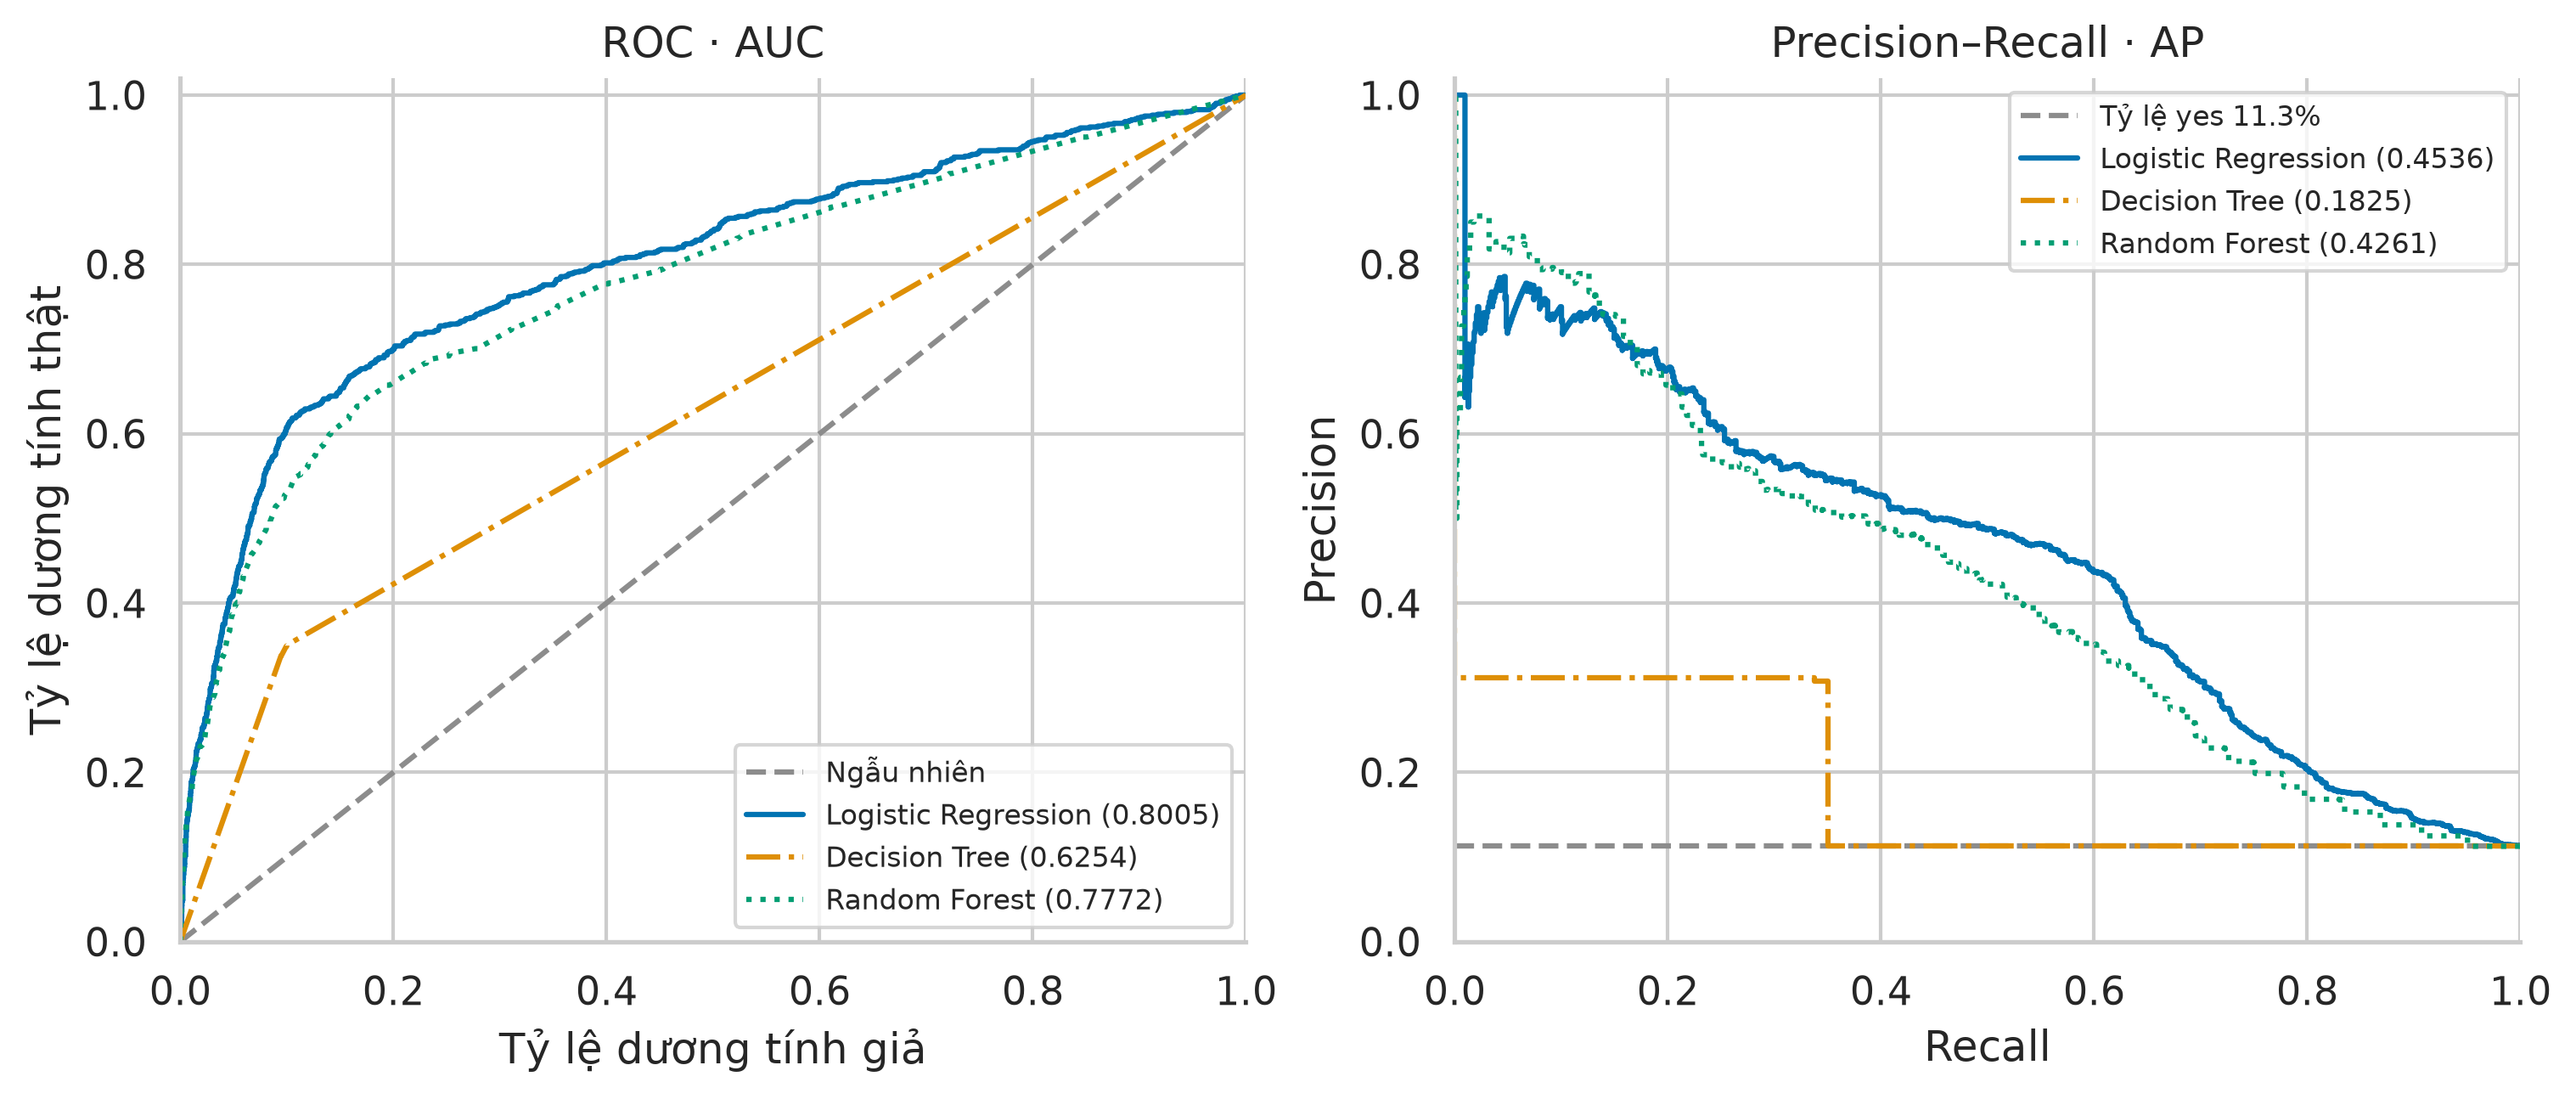 ROC · AUC
Tỷ lệ dương tính thật
1.0
0.8
0.6
0.4
0.2
0.0
0.0 0.2 0.4 0.6 0.8 1.0
Tỷ lệ dương tính giả
Ngẫu nhiên
Logistic Regression (0.8005)
Decision Tree (0.6254)
Random Forest (0.7772)
Precision–Recall · AP
Precision
1.0
0.8
0.6
0.4
0.2
0.0
0.0 0.2 0.4 0.6 0.8 1.0
Recall
Tỷ lệ yes 11.3%
Logistic Regression (0.4536)
Decision Tree (0.1825)
Random Forest (0.4261)